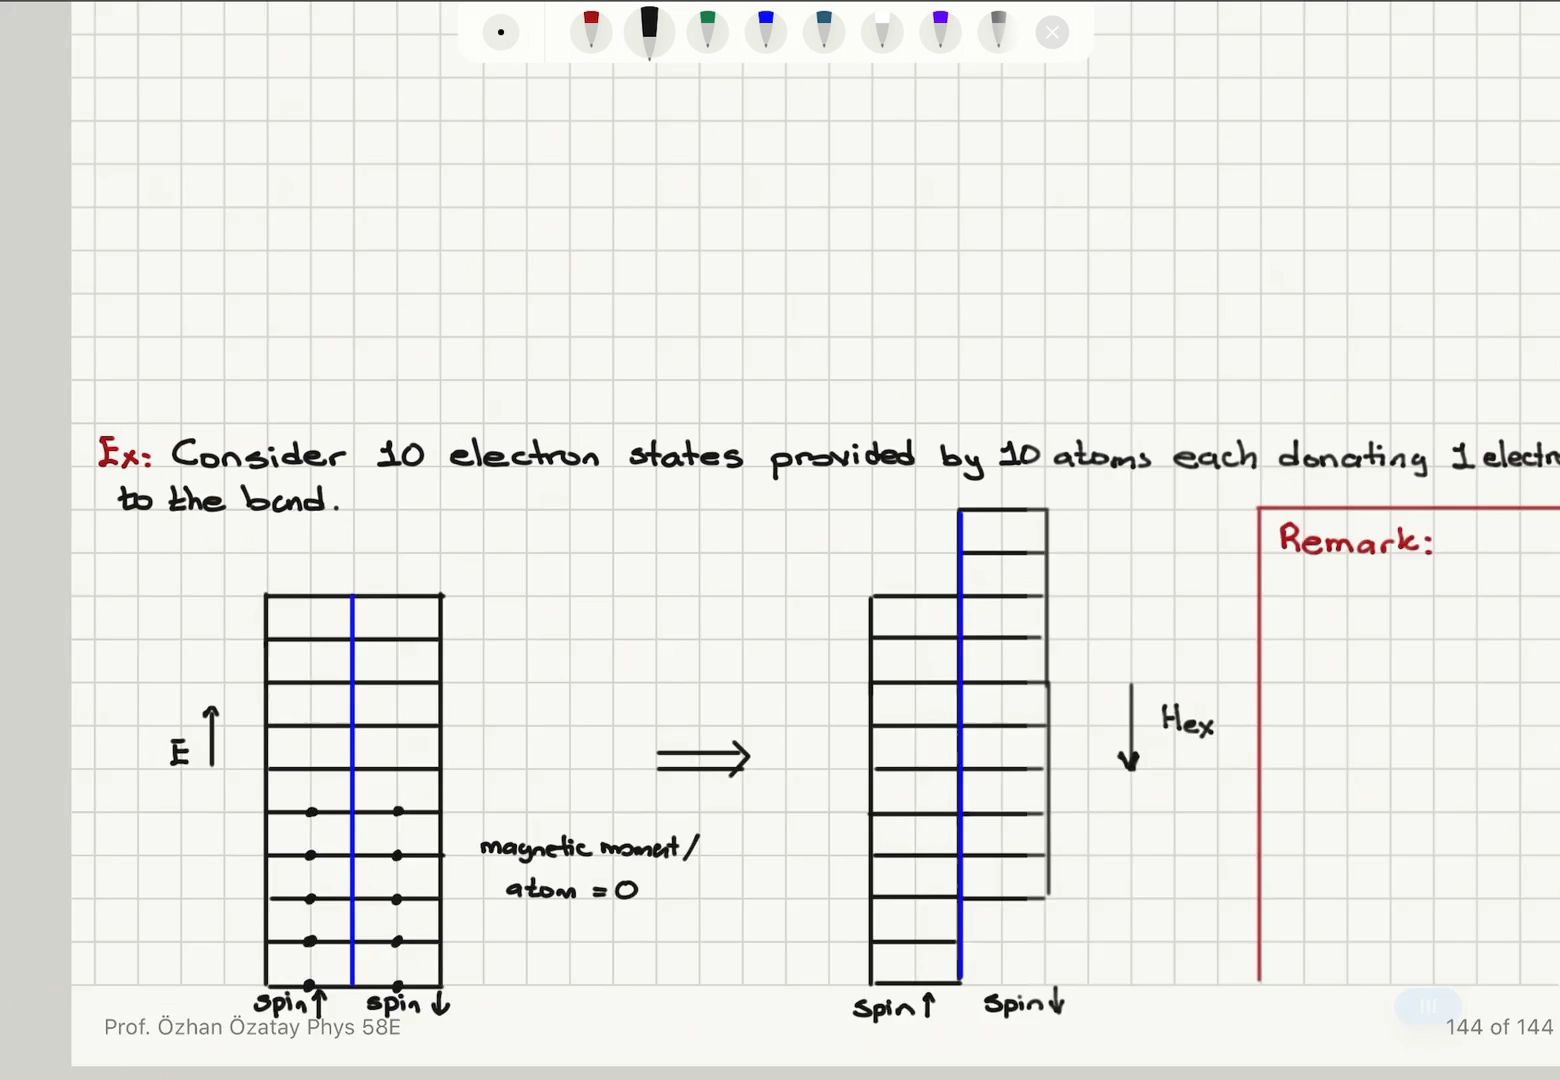 Ex: Consider 10 electron states provided by 10 atoms each donating 1 electr
to the band.
Remark:
E ↑
Hex
magnetic moment/
atom = 0
spin↑ spin↓
spin↑ spin↓
Prof. Özhan Özatay Phys 58E
144 of 144